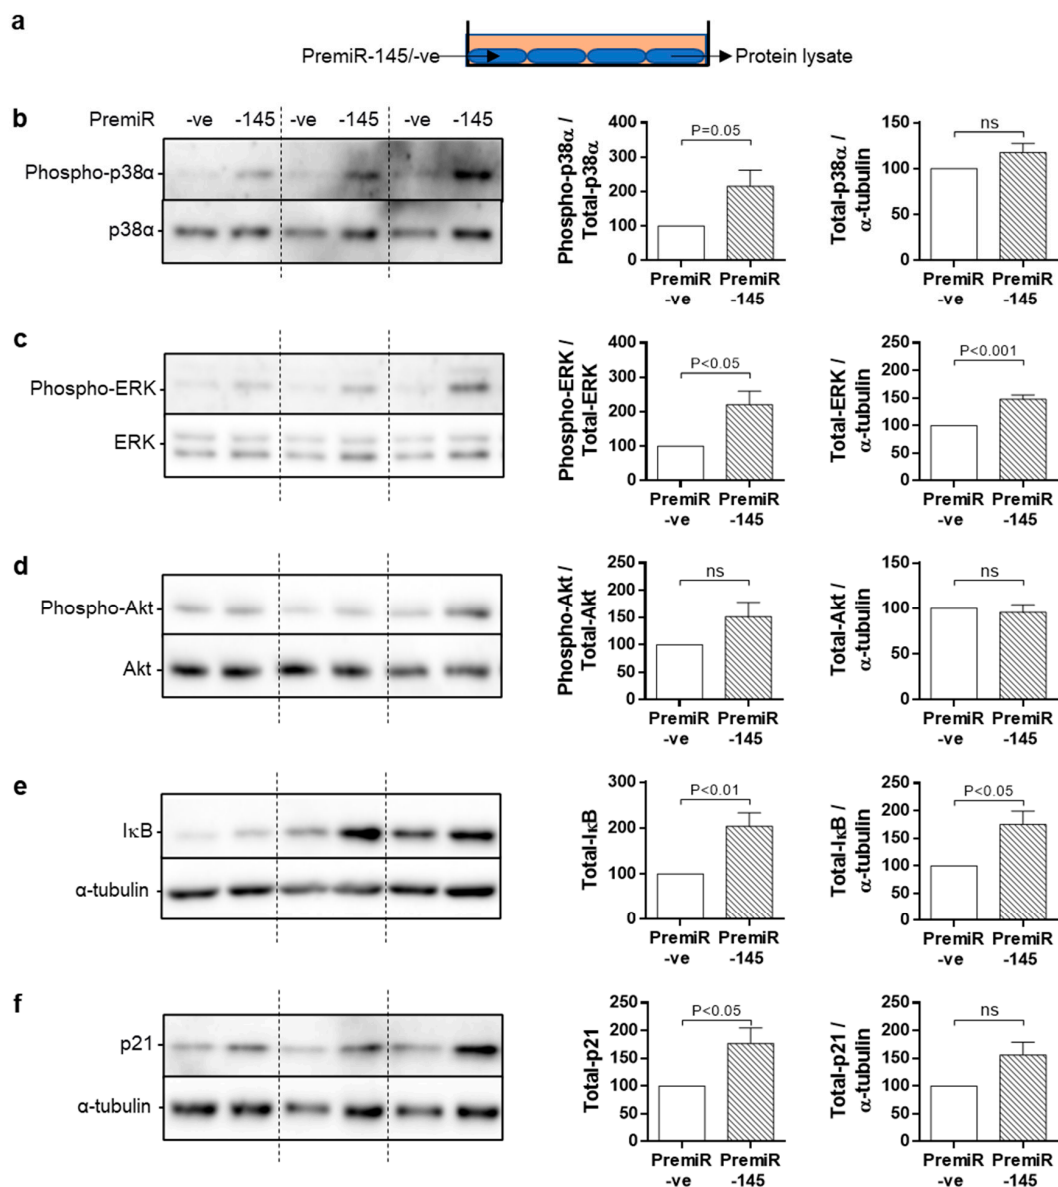 a
PremiR-145/-ve
Protein lysate
b
PremiR -ve -145 -ve -145 -ve -145
Phospho-p38α
p38α
Phospho-p38α /
Total-p38α
400
300
200
100
0
P=0.05
PremiR PremiR
-ve -145
Total-p38α /
α-tubulin
150
100
50
0
ns
PremiR PremiR
-ve -145
c
Phospho-ERK
ERK
Phospho-ERK /
Total-ERK
400
300
200
100
0
P<0.05
PremiR PremiR
-ve -145
Total-ERK /
α-tubulin
250
200
150
100
50
0
P<0.001
PremiR PremiR
-ve -145
d
Phospho-Akt
Akt
Phospho-Akt /
Total-Akt
250
200
150
100
50
0
ns
PremiR PremiR
-ve -145
Total-Akt /
α-tubulin
150
100
50
0
ns
PremiR PremiR
-ve -145
e
IκB
α-tubulin
Total-IκB
300
200
100
0
P<0.01
PremiR PremiR
-ve -145
Total-IκB /
α-tubulin
250
200
150
100
50
0
P<0.05
PremiR PremiR
-ve -145
f
p21
α-tubulin
Total-p21
250
200
150
100
50
0
P<0.05
PremiR PremiR
-ve -145
Total-p21 /
α-tubulin
250
200
150
100
50
0
ns
PremiR PremiR
-ve -145